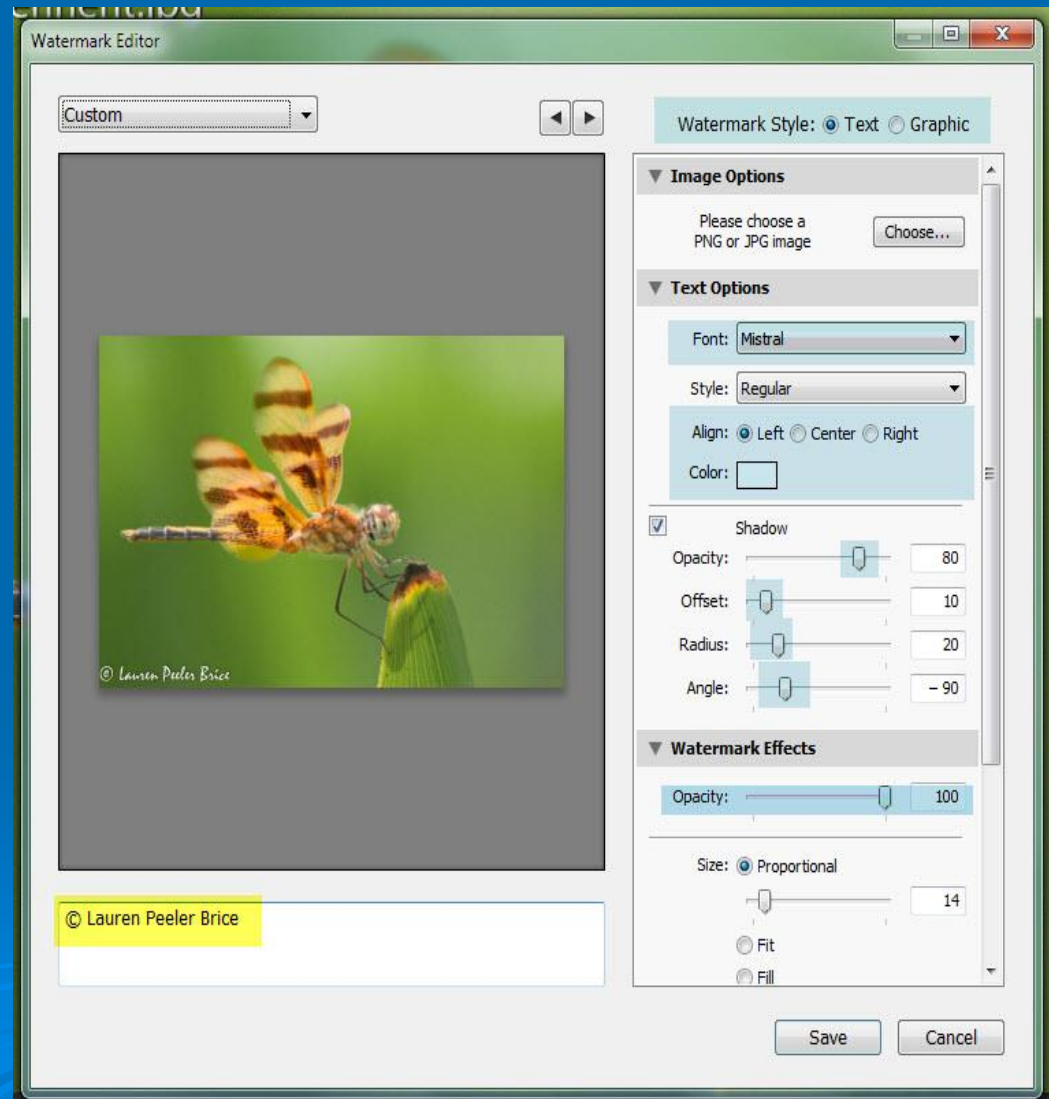 Watermark Editor
Custom
Watermark Style: Text Graphic
Image Options
Please choose a
PNG or JPG image
Choose...
Text Options
Font: Mistral
Style: Regular
Align: Left Center Right
Color:
Shadow
Opacity: 80
Offset: 10
Radius: 20
Angle: – 90
Watermark Effects
Opacity: 100
Size: Proportional
14
Fit
Fill
© Lauren Peeler Brice
© Lauren Peeler Brice
Save Cancel